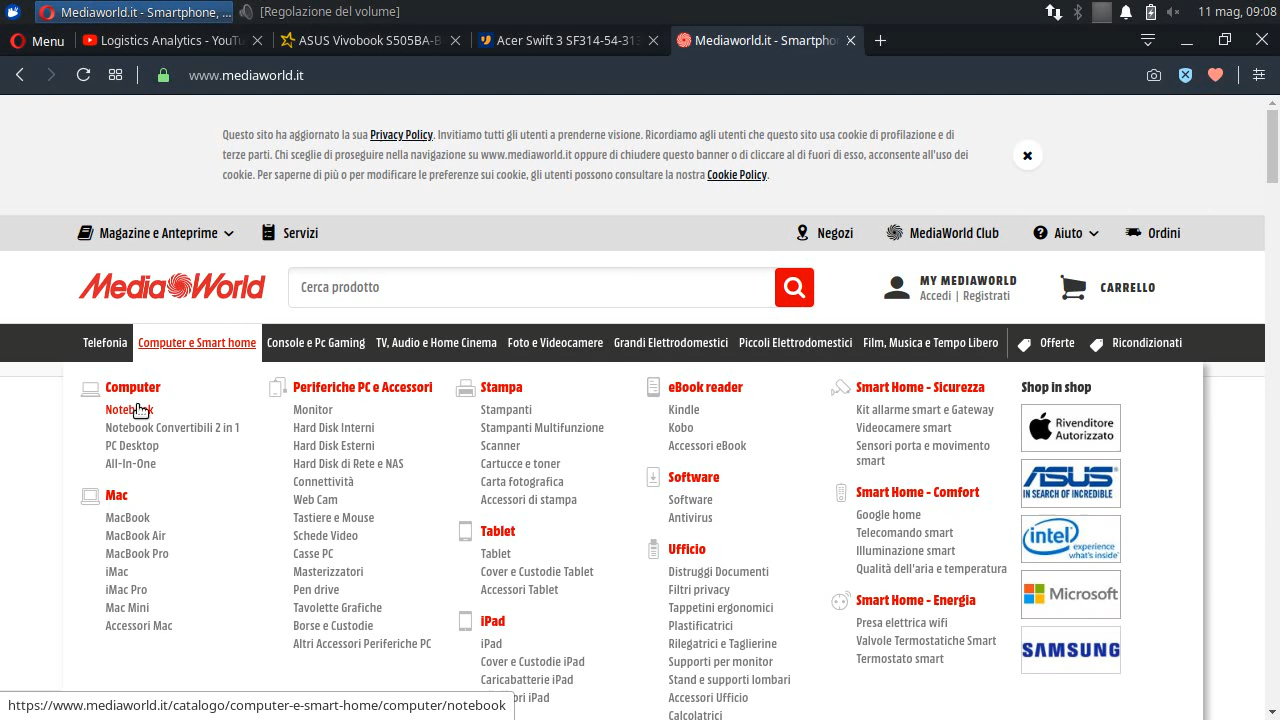 Mediaworld.it - Smartphone, ...
[Regolazione del volume]
11 mag, 09:08
Menu
Logistics Analytics - YouTu
ASUS Vivobook S505BA-B
Acer Swift 3 SF314-54-31
Mediaworld.it - Smartpho
www.mediaworld.it
Questo sito ha aggiornato la sua Privacy Policy. Invitiamo tutti gli utenti a prenderne visione. Ricordiamo agli utenti che questo sito usa cookie di profilazione e di
terze parti. Chi sceglie di proseguire nella navigazione su www.mediaworld.it oppure di chiudere questo banner o di cliccare al di fuori di esso, acconsente all'uso dei
cookie. Per saperne di più o per modificare le preferenze sui cookie, gli utenti possono consultare la nostra Cookie Policy.
Magazine e Anteprime
Servizi
Negozi
MediaWorld Club
Aiuto
Ordini
MediaWorld
Cerca prodotto
MY MEDIAWORLD
Accedi | Registrati
CARRELLO
Telefonia
Computer e Smart home
Console e Pc Gaming
TV, Audio e Home Cinema
Foto e Videocamere
Grandi Elettrodomestici
Piccoli Elettrodomestici
Film, Musica e Tempo Libero
Offerte
Ricondizionati
Computer
Notebook
Notebook Convertibili 2 in 1
PC Desktop
All-In-One
Mac
MacBook
MacBook Air
MacBook Pro
iMac
iMac Pro
Mac Mini
Accessori Mac
Periferiche PC e Accessori
Monitor
Hard Disk Interni
Hard Disk Esterni
Hard Disk di Rete e NAS
Connettività
Web Cam
Tastiere e Mouse
Schede Video
Casse PC
Masterizzatori
Pen drive
Tavolette Grafiche
Borse e Custodie
Altri Accessori Periferiche PC
Stampa
Stampanti
Stampanti Multifunzione
Scanner
Cartucce e toner
Carta fotografica
Accessori di stampa
Tablet
Tablet
Cover e Custodie Tablet
Accessori Tablet
iPad
iPad
Cover e Custodie iPad
Caricabatterie iPad
ori iPad
eBook reader
Kindle
Kobo
Accessori eBook
Software
Software
Antivirus
Ufficio
Distruggi Documenti
Filtri privacy
Tappetini ergonomici
Plastificatrici
Rilegatrici e Taglierine
Supporti per monitor
Stand e supporti lombari
Accessori Ufficio
Calcolatrici
Smart Home - Sicurezza
Kit allarme smart e Gateway
Videocamere smart
Sensori porta e movimento
smart
Smart Home - Comfort
Google home
Telecomando smart
Illuminazione smart
Qualità dell'aria e temperatura
Smart Home - Energia
Presa elettrica wifi
Valvole Termostatiche Smart
Termostato smart
Shop in shop
Rivenditore
Autorizzato
ASUS
IN SEARCH OF INCREDIBLE
intel
experience
what's inside
Microsoft
SAMSUNG
https://www.mediaworld.it/catalogo/computer-e-smart-home/computer/notebook